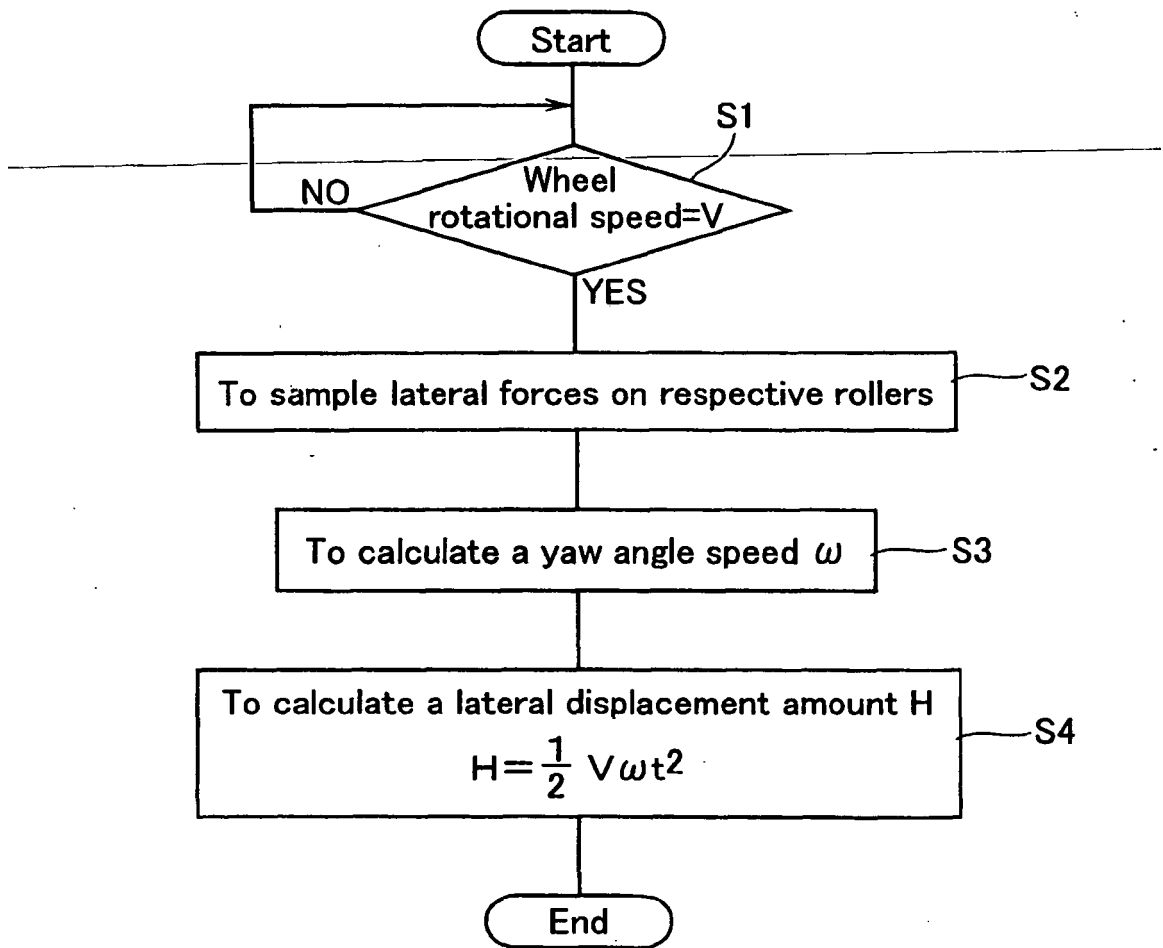 Start
S1
Wheel
rotational speed=V
NO
YES
To sample lateral forces on respective rollers
S2
To calculate a yaw angle speed ω
S3
To calculate a lateral displacement amount H
H=1/2 Vωt²
S4
End